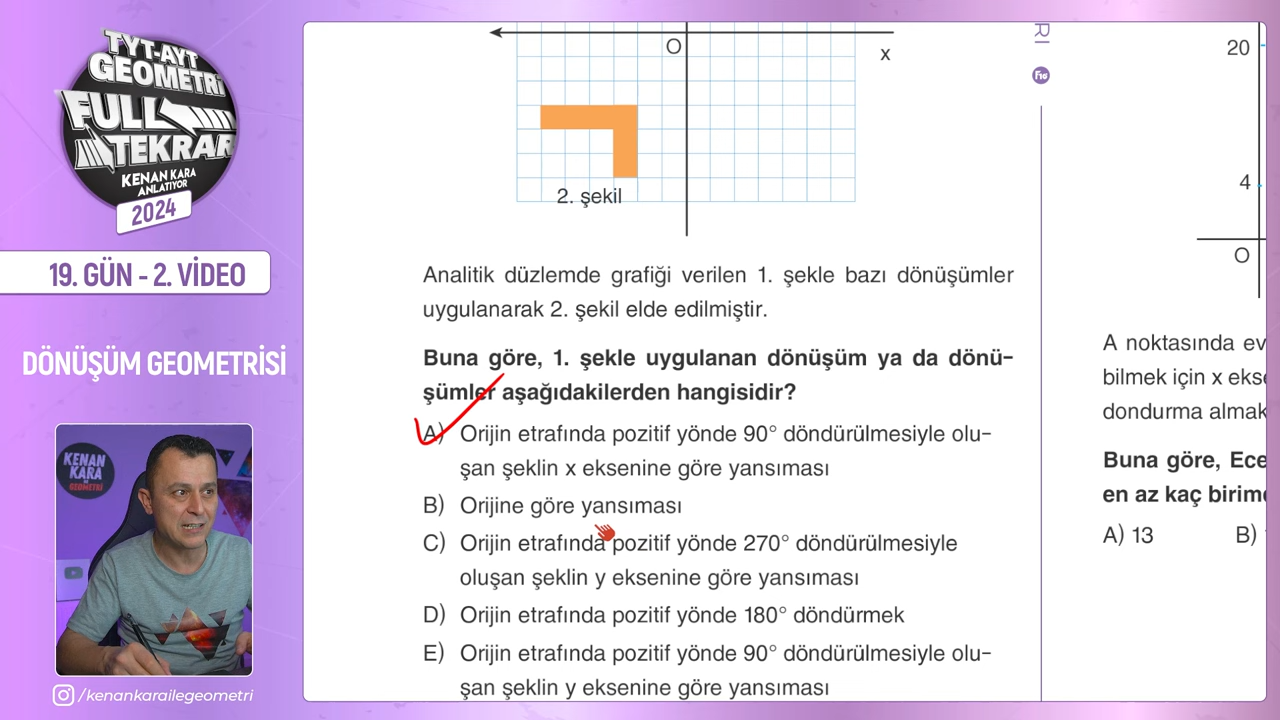 TYT-AYT
GEOMETRİ
FULL
TEKRAR
KENAN KARA
ANLATIYOR
2024
19. GÜN - 2. VİDEO
DÖNÜŞÜM GEOMETRİSİ
KENAN
KARA
GEOMETRİ
/kenankarailegeometri
O
x
2. şekil
Analitik düzlemde grafiği verilen 1. şekle bazı dönüşümler
uygulanarak 2. şekil elde edilmiştir.
Buna göre, 1. şekle uygulanan dönüşüm ya da dönü-
şümler aşağıdakilerden hangisidir?
A) Orijin etrafında pozitif yönde 90° döndürülmesiyle olu-
şan şeklin x eksenine göre yansıması
B) Orijine göre yansıması
C) Orijin etrafında pozitif yönde 270° döndürülmesiyle
oluşan şeklin y eksenine göre yansıması
D) Orijin etrafında pozitif yönde 180° döndürmek
E) Orijin etrafında pozitif yönde 90° döndürülmesiyle olu-
şan şeklin y eksenine göre yansıması
RI
20
4
O
A noktasında ev
bilmek için x ekse
dondurma almak
Buna göre, Ece
en az kaç birim
A) 13 B)